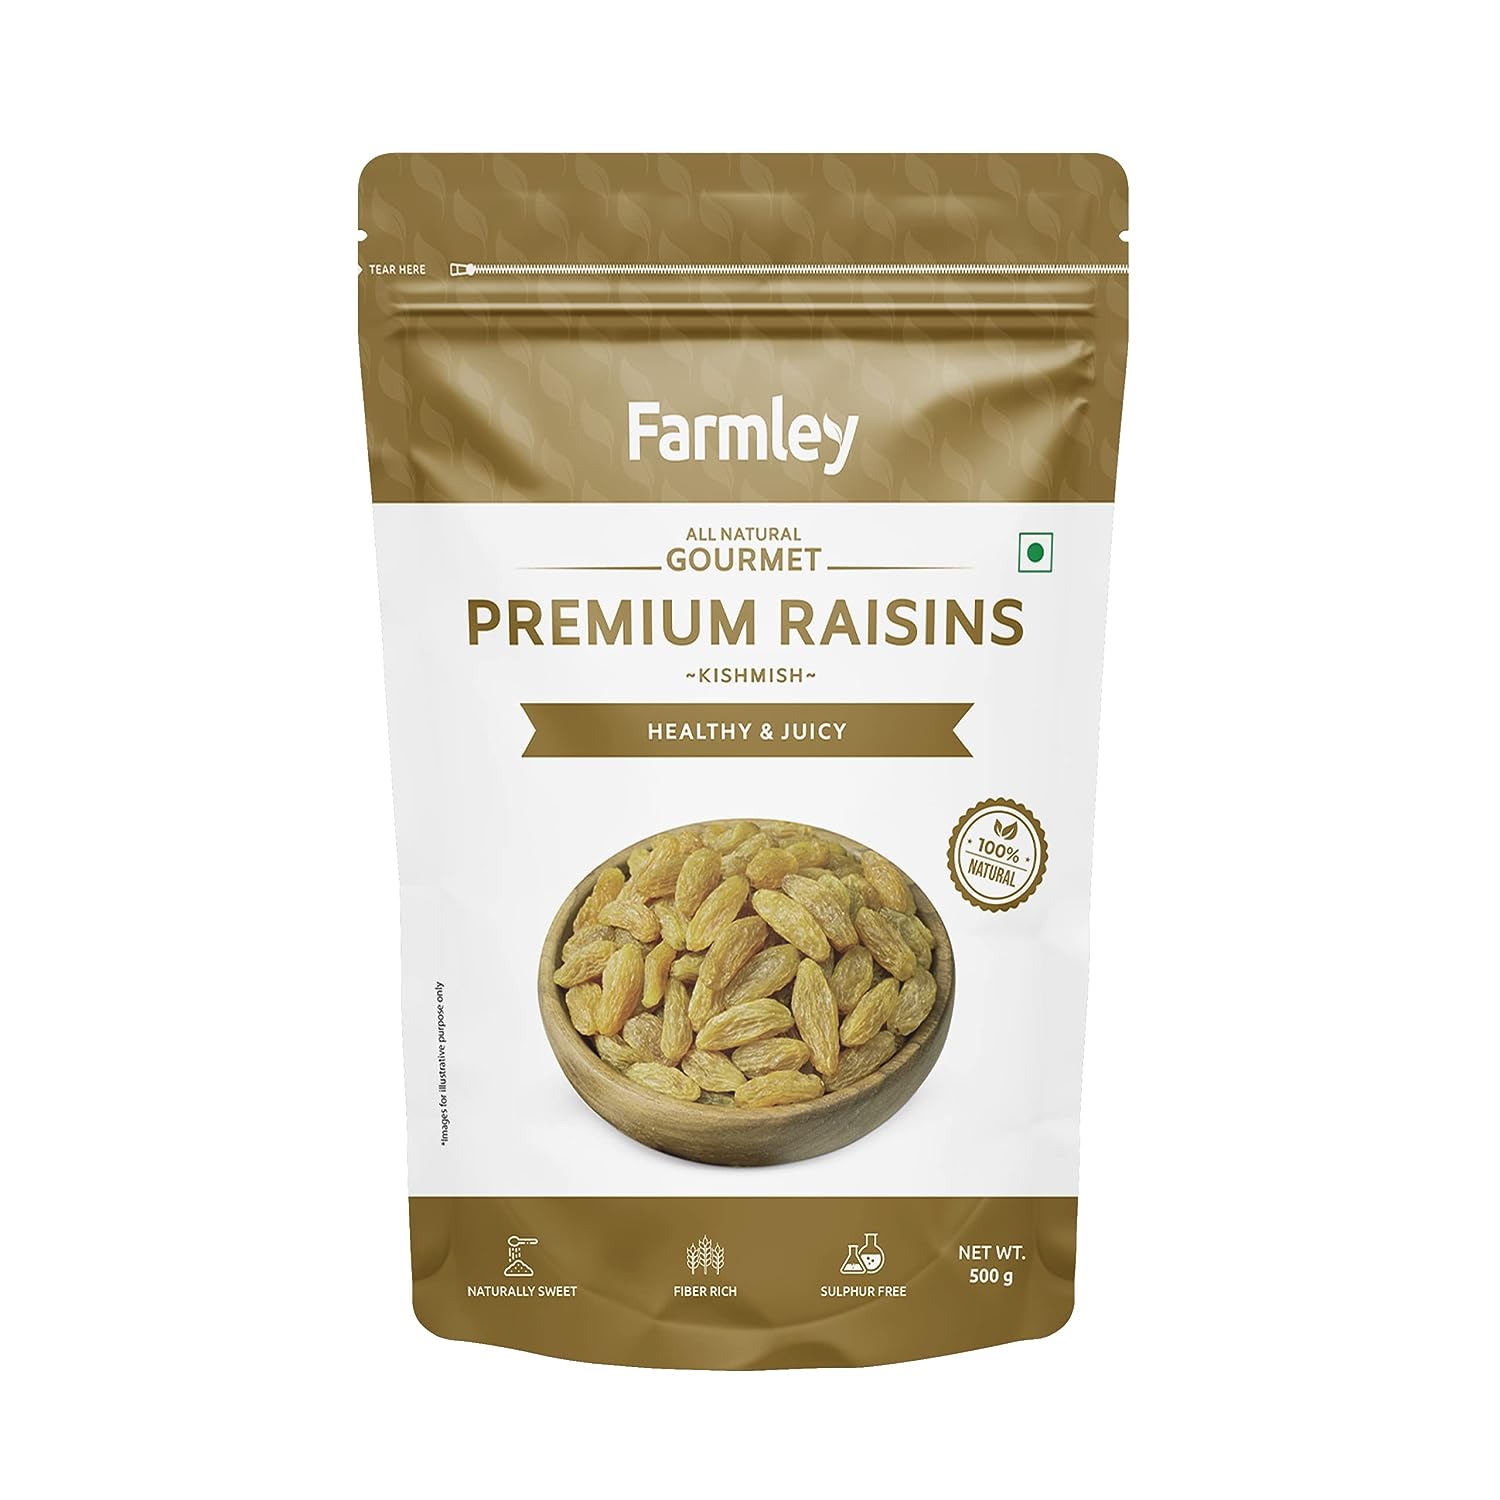 TEAR HERE
Farmley
ALL NATURAL
GOURMET
PREMIUM RAISINS
~KISHMISH~
HEALTHY & JUICY
100%
NATURAL
*Images for illustrative purpose only
NATURALLY SWEET
FIBER RICH
SULPHUR FREE
NET WT.
500 g